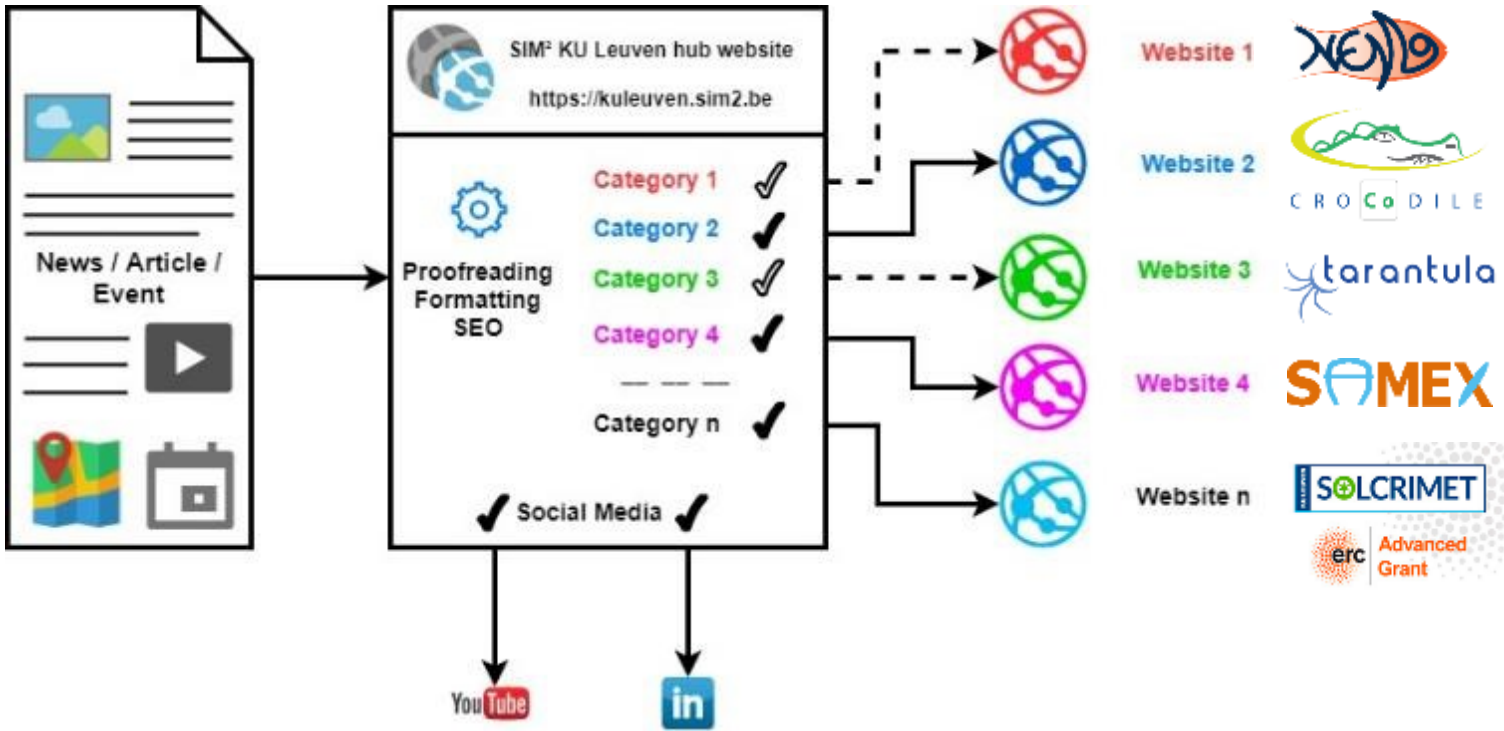 News / Article /
Event
SIM² KU Leuven hub website
https://kuleuven.sim2.be
Proofreading
Formatting
SEO
Category 1
Category 2
Category 3
Category 4
Category n
Social Media
YouTube
in
Website 1
NEMO
Website 2
CROCODILE
Website 3
tarantula
Website 4
SAMEX
Website n
SOLCRIMET
erc
Advanced
Grant